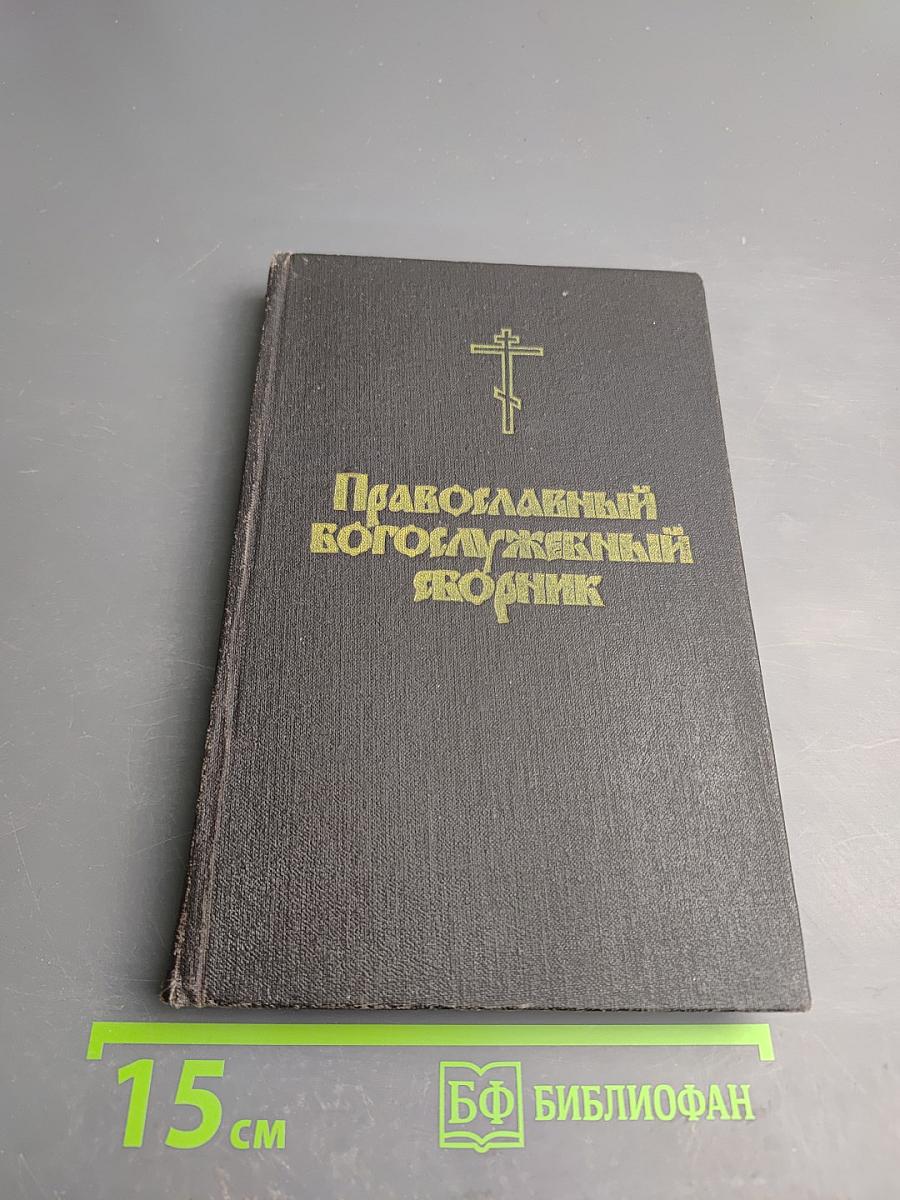 Православный
богослужебный
сборник
15 см
БФ БИБЛИОФАН